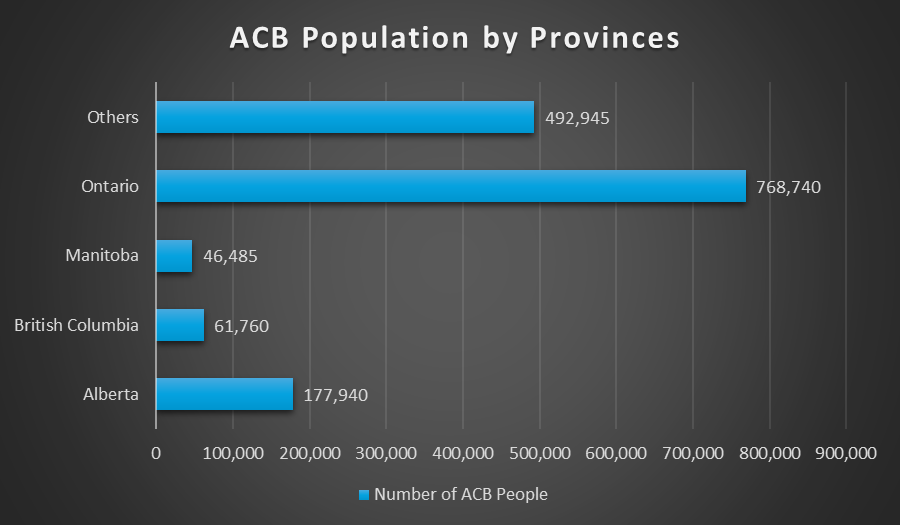 ACB Population by Provinces
Others
492,945
Ontario
768,740
Manitoba
46,485
British Columbia
61,760
Alberta
177,940
0 100,000 200,000 300,000 400,000 500,000 600,000 700,000 800,000 900,000
Number of ACB People